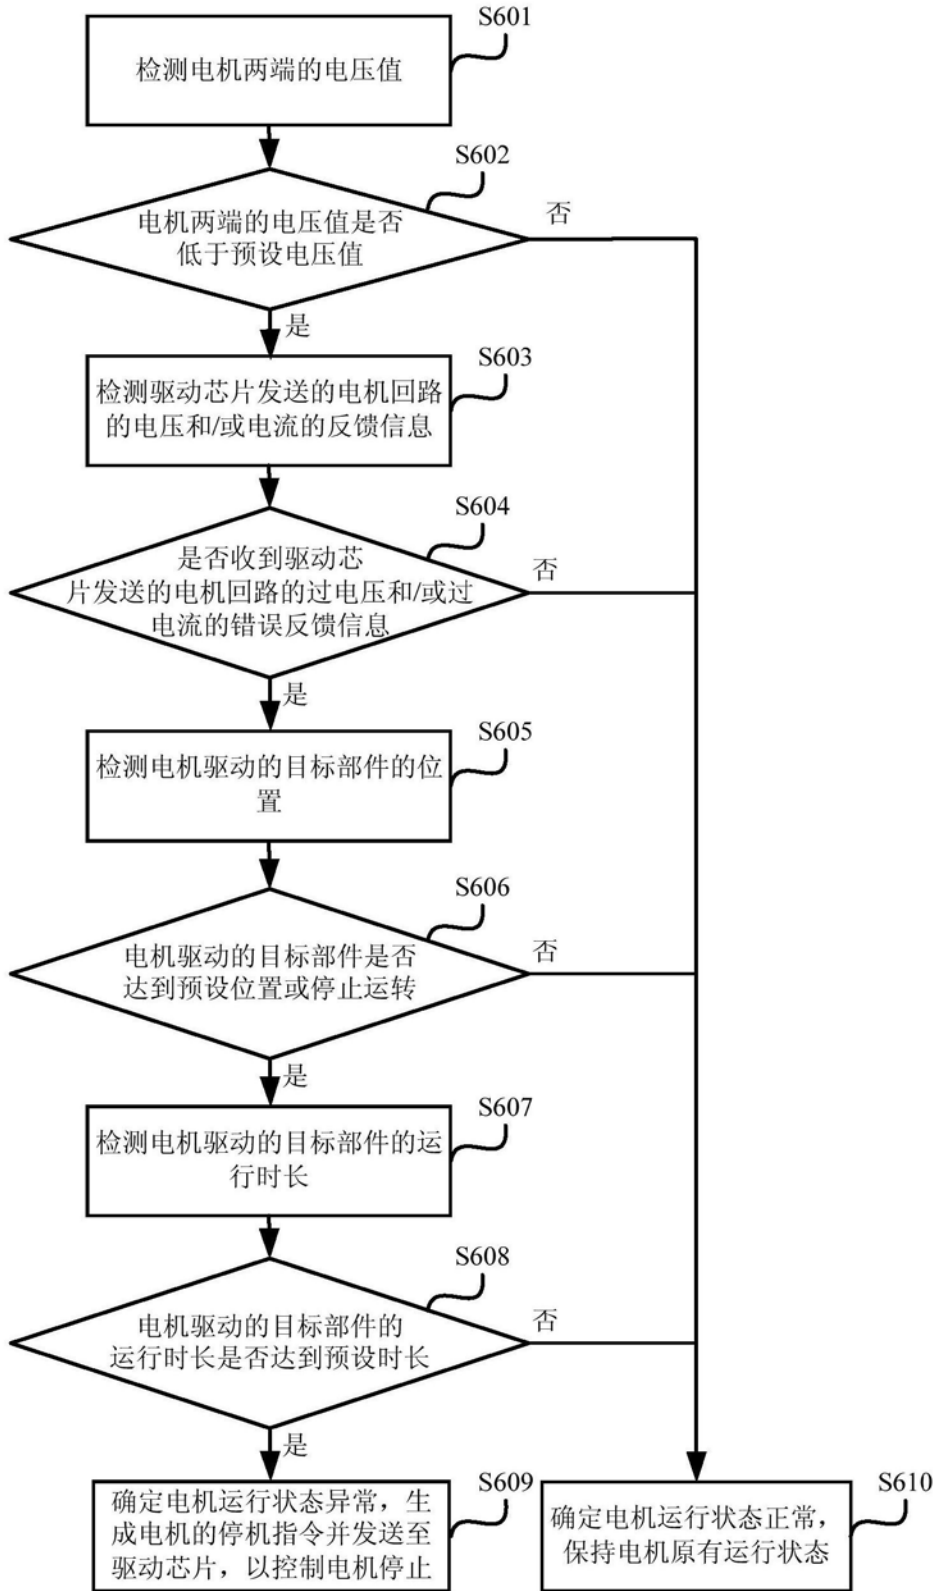 S601
检测电机两端的电压值
S602
电机两端的电压值是否
低于预设电压值
否
是
S603
检测驱动芯片发送的电机回路
的电压和/或电流的反馈信息
S604
是否收到驱动芯
片发送的电机回路的过电压和/或过
电流的错误反馈信息
否
是
S605
检测电机驱动的目标部件的位
置
S606
电机驱动的目标部件是否
达到预设位置或停止运转
否
是
S607
检测电机驱动的目标部件的运
行时长
S608
电机驱动的目标部件的
运行时长是否达到预设时长
否
是
S609
确定电机运行状态异常，生
成电机的停机指令并发送至
驱动芯片，以控制电机停止
S610
确定电机运行状态正常，
保持电机原有运行状态